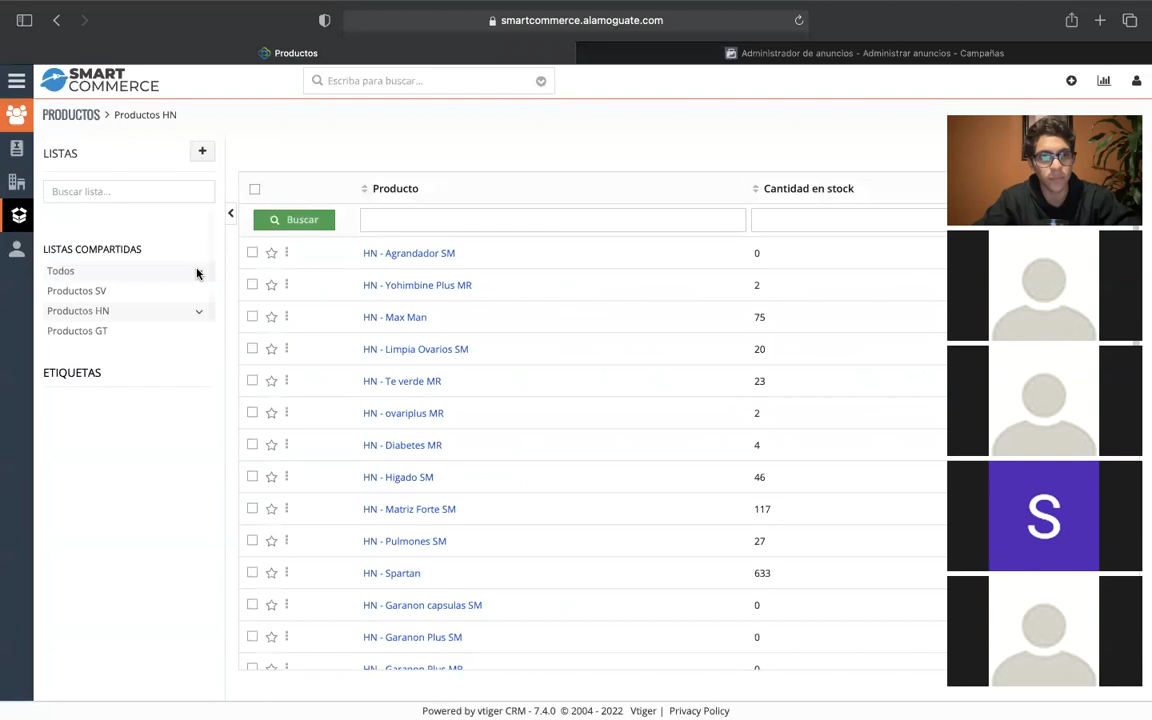 smartcommerce.alamoguate.com
Productos
Administrador de anuncios - Administrar anuncios - Campañas
SMART
COMMERCE
Escriba para buscar...
PRODUCTOS > Productos HN
LISTAS
+
Buscar lista...
LISTAS COMPARTIDAS
Todos
Productos SV
Productos HN
Productos GT
ETIQUETAS
Producto Cantidad en stock
Buscar
HN - Agrandador SM 0
HN - Yohimbine Plus MR 2
HN - Max Man 75
HN - Limpia Ovarios SM 20
HN - Te verde MR 23
HN - ovariplus MR 2
HN - Diabetes MR 4
HN - Higado SM 46
HN - Matriz Forte SM 117
HN - Pulmones SM 27
HN - Spartan 633
HN - Garanon capsulas SM 0
HN - Garanon Plus SM 0
HN - Garanon Plus MR 0
S
Powered by vtiger CRM - 7.4.0 © 2004 - 2022 Vtiger | Privacy Policy